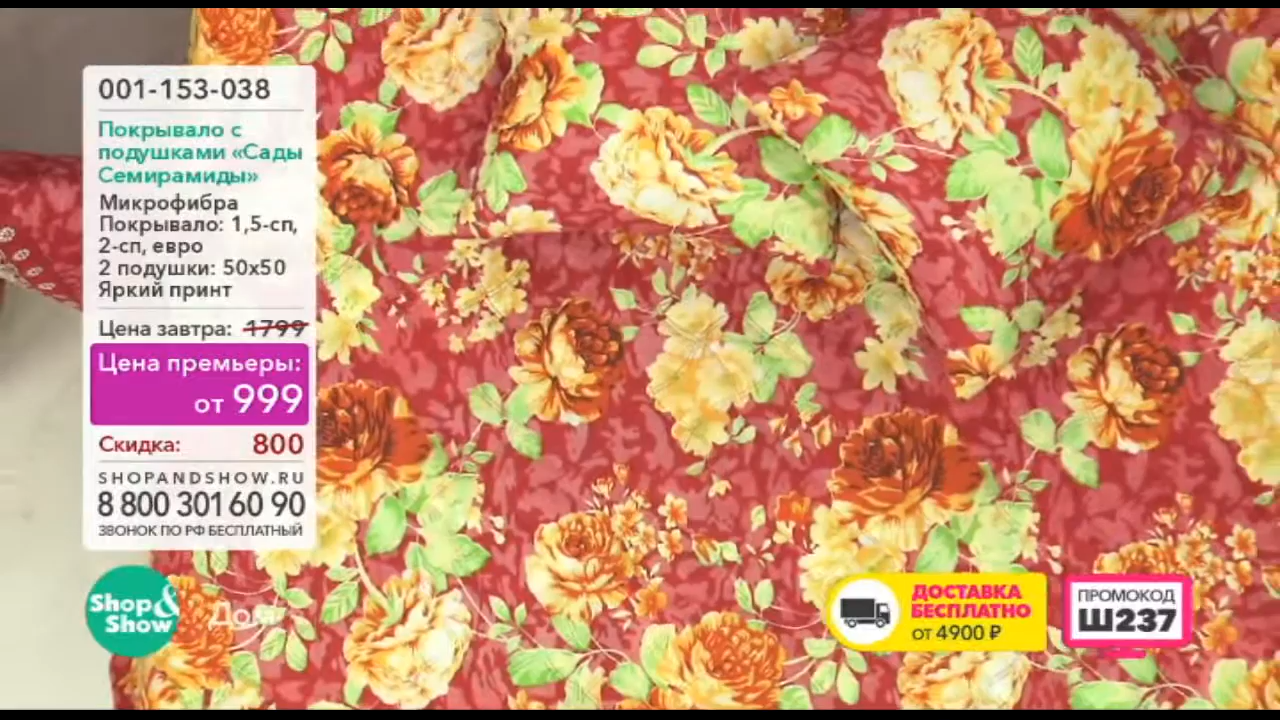 001-153-038
Покрывало с
подушками «Сады
Семирамиды»
Микрофибра
Покрывало: 1,5-сп,
2-сп, евро
2 подушки: 50x50
Яркий принт
Цена завтра: 1799
Цена премьеры:
от 999
Скидка: 800
SHOPANDSHOW.RU
8 800 301 60 90
ЗВОНОК ПО РФ БЕСПЛАТНЫЙ
Shop&
Show
Дом
ДОСТАВКА
БЕСПЛАТНО
ОТ 4900 ₽
ПРОМОКОД
Ш237